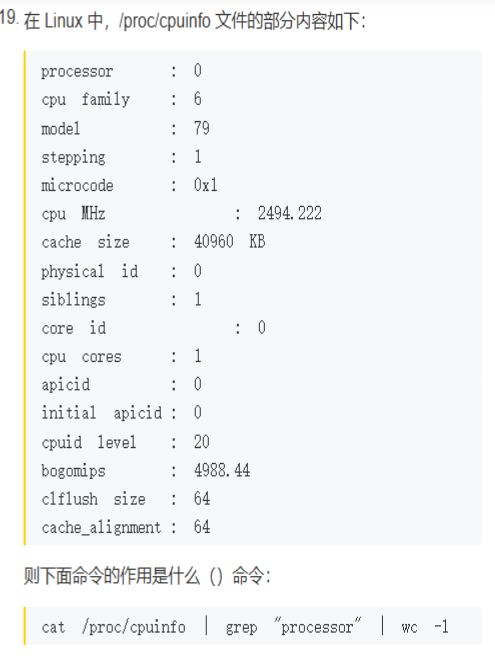 19. 在 Linux 中，/proc/cpuinfo 文件的部分内容如下：
processor : 0
cpu family : 6
model : 79
stepping : 1
microcode : 0x1
cpu MHz : 2494.222
cache size : 40960 KB
physical id : 0
siblings : 1
core id : 0
cpu cores : 1
apicid : 0
initial apicid : 0
cpuid level : 20
bogomips : 4988.44
clflush size : 64
cache_alignment : 64
则下面命令的作用是什么（）命令：
cat /proc/cpuinfo | grep "processor" | wc -l